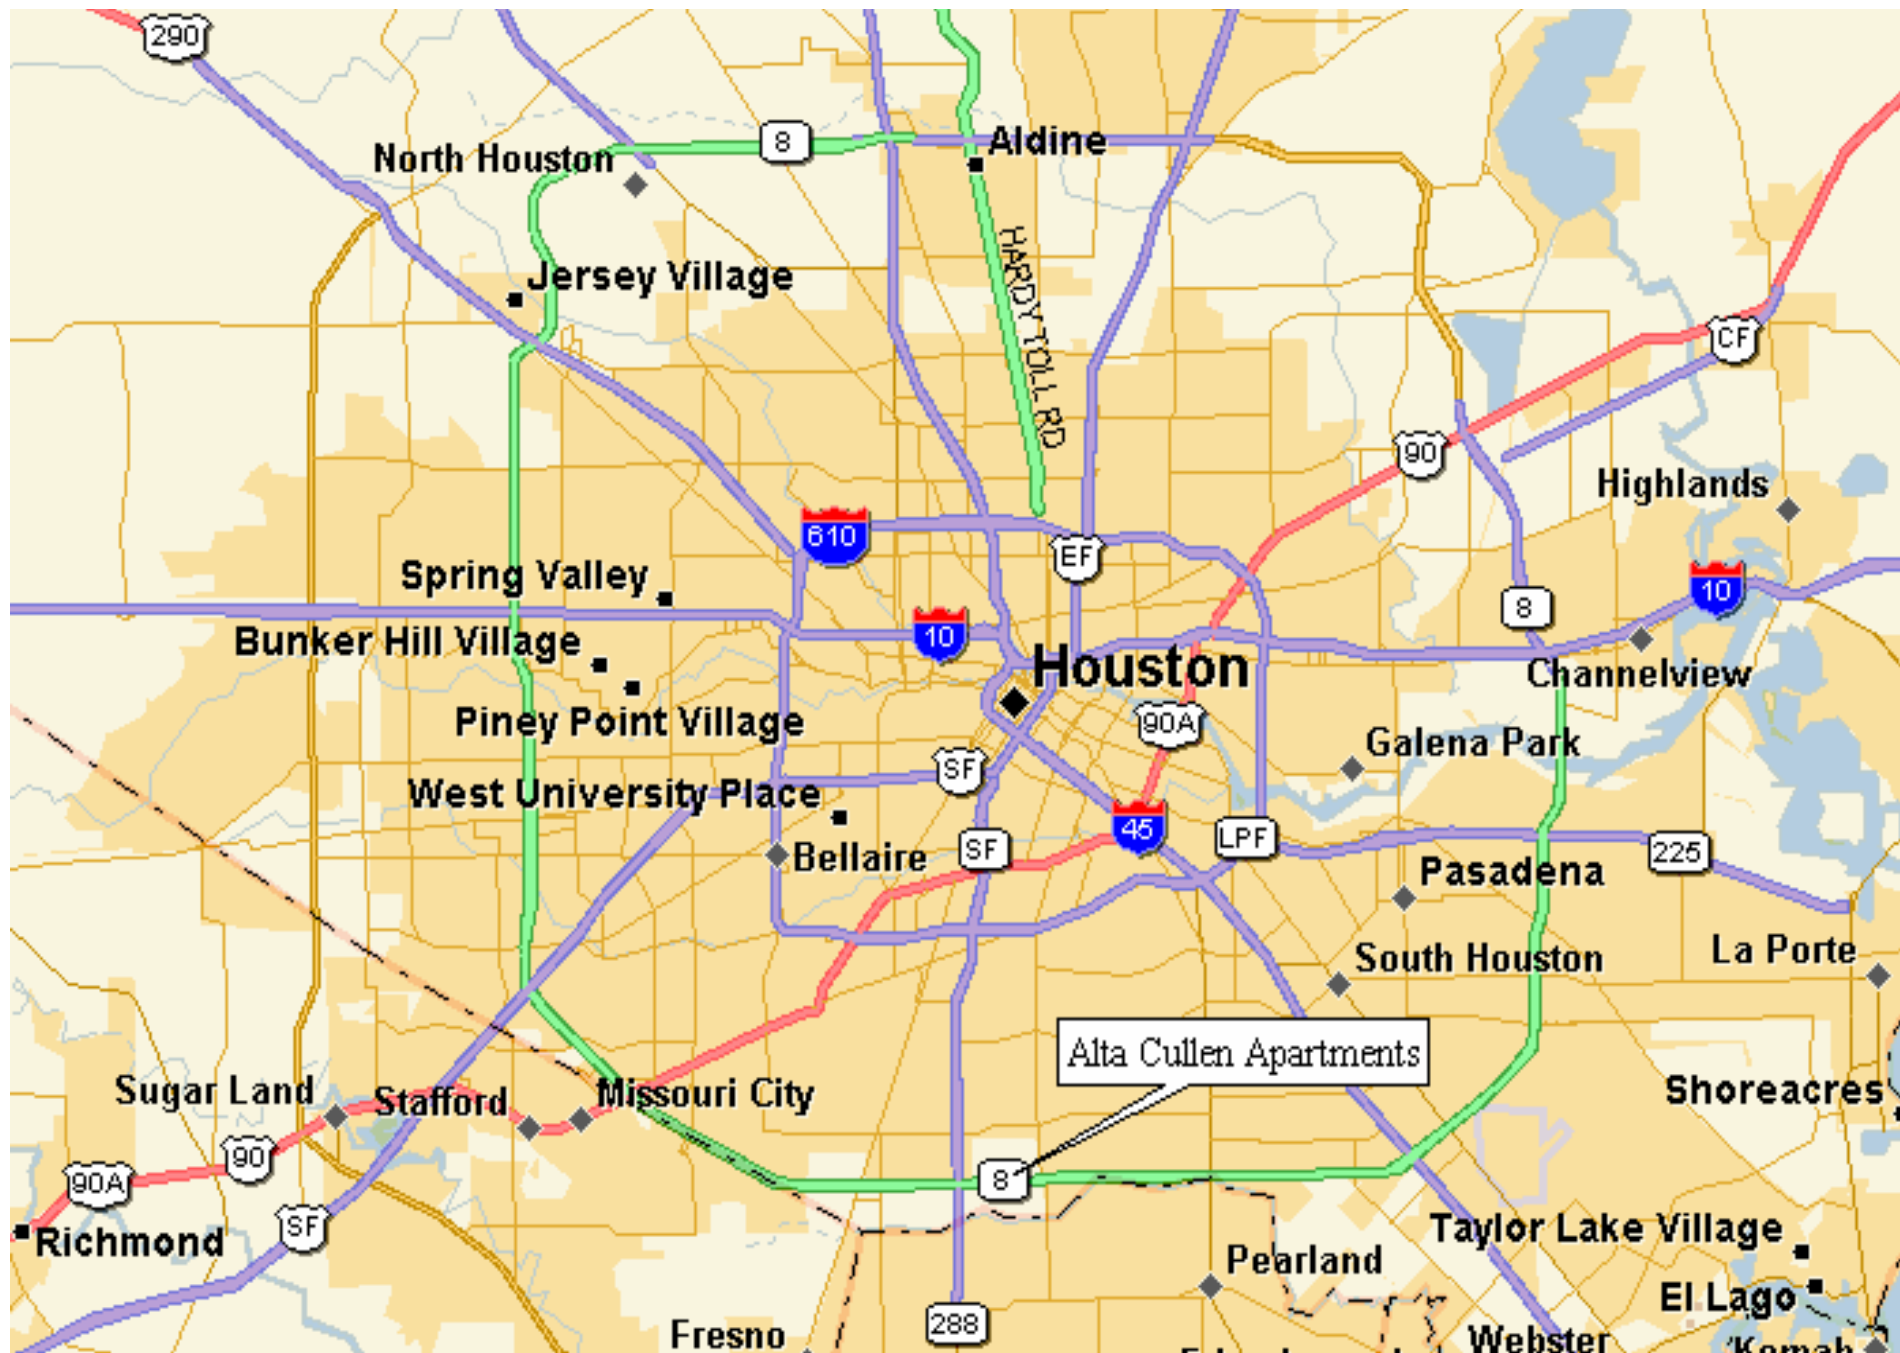 290
8
Aldine
North Houston
HARDY TOLL RD
Jersey Village
CF
90
Highlands
610
EF
Spring Valley
10
8
10
Bunker Hill Village
Houston
Channelview
Piney Point Village
90A
Galena Park
SF
West University Place
45
LPF
SF
Bellaire
225
Pasadena
South Houston
La Porte
Alta Cullen Apartments
Sugar Land
Stafford
Missouri City
Shoreacres
90
90A
8
SF
Richmond
Taylor Lake Village
Pearland
El Lago
288
Fresno
Webster
Kemah